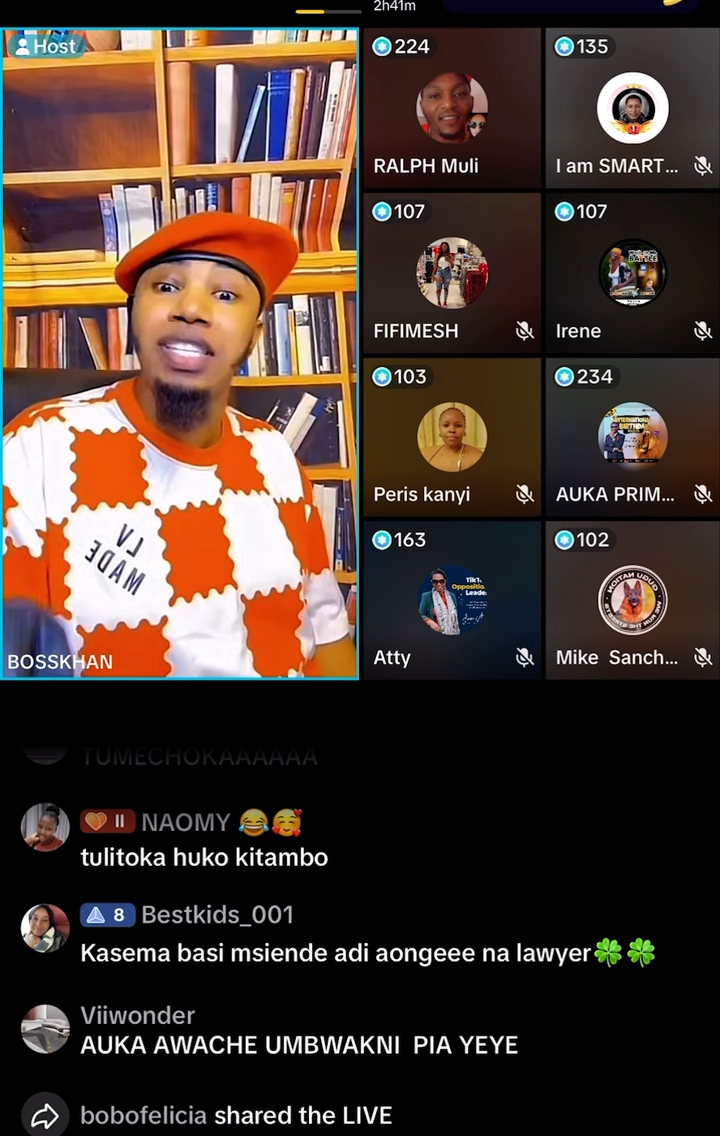 2h41m
Host
224
135
RALPH Muli
I am SMART...
107
107
FIFIMESH
Irene
103
234
Peris kanyi
AUKA PRIM...
163
102
Atty
Mike Sanch...
LV
MADE
BOSSKHAN
TUMECHOKAAAAAA
II NAOMY 😂🥰
tulitoka huko kitambo
8 Bestkids_001
Kasema basi msiende adi aongeee na lawyer🍀🍀
Viiwonder
AUKA AWACHE UMBWAKNI PIA YEYE
bobofelicia shared the LIVE